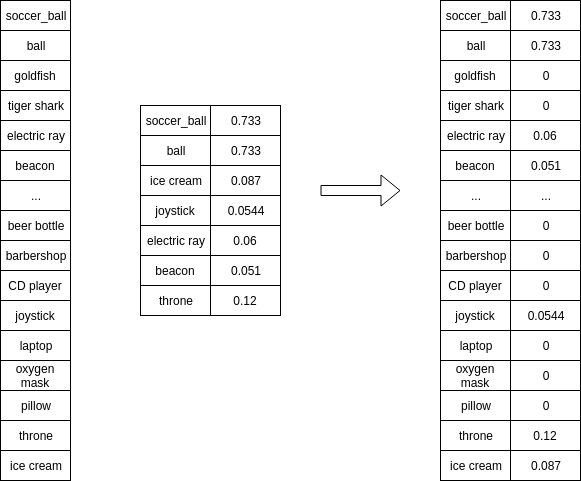 soccer_ball
ball
goldfish
tiger shark
electric ray
beacon
...
beer bottle
barbershop
CD player
joystick
laptop
oxygen
mask
pillow
throne
ice cream
soccer_ball 0.733
ball 0.733
ice cream 0.087
joystick 0.0544
electric ray 0.06
beacon 0.051
throne 0.12
soccer_ball 0.733
ball 0.733
goldfish 0
tiger shark 0
electric ray 0.06
beacon 0.051
... ...
beer bottle 0
barbershop 0
CD player 0
joystick 0.0544
laptop 0
oxygen
mask 0
pillow 0
throne 0.12
ice cream 0.087